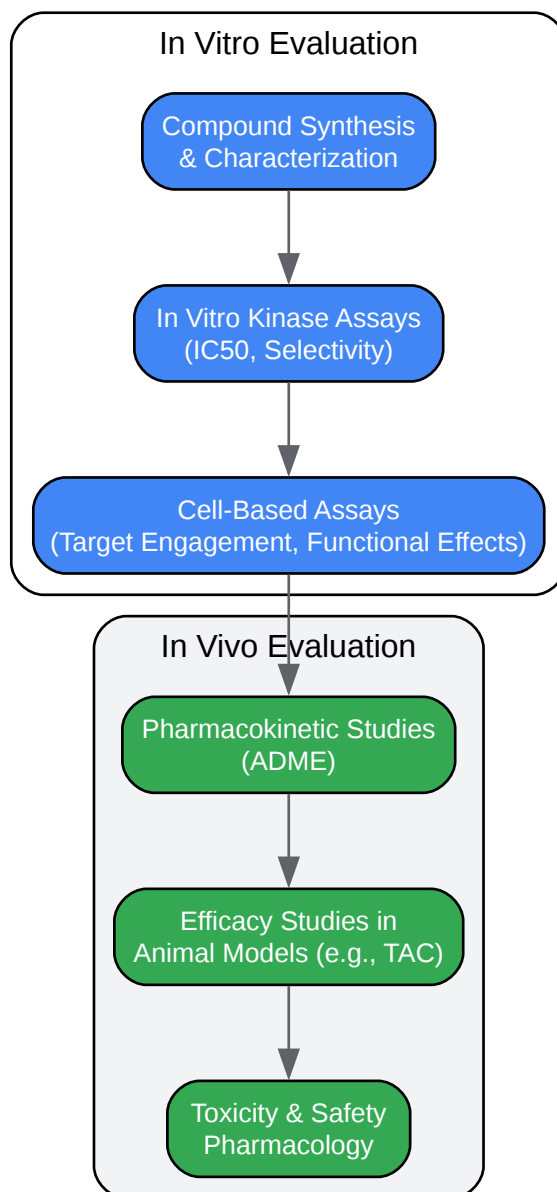 In Vitro Evaluation
Compound Synthesis
& Characterization
In Vitro Kinase Assays
(IC50, Selectivity)
Cell-Based Assays
(Target Engagement, Functional Effects)
In Vivo Evaluation
Pharmacokinetic Studies
(ADME)
Efficacy Studies in
Animal Models (e.g., TAC)
Toxicity & Safety
Pharmacology